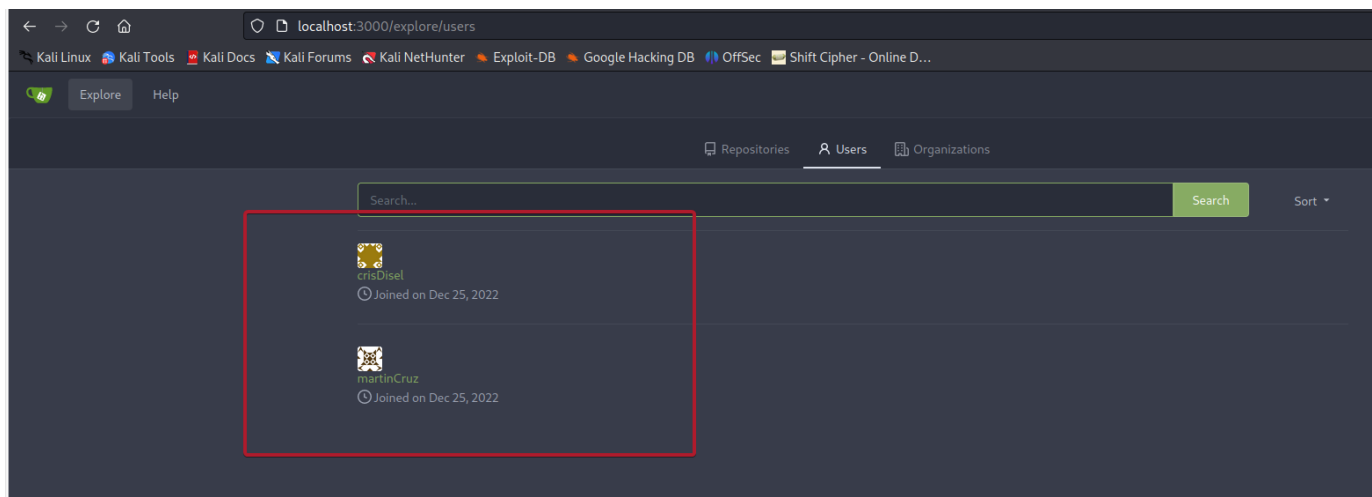 localhost:3000/explore/users
Kali Linux Kali Tools Kali Docs Kali Forums Kali NetHunter Exploit-DB Google Hacking DB OffSec Shift Cipher - Online D...
Explore Help
Repositories Users Organizations
Search... Search Sort
crisDisel
Joined on Dec 25, 2022
martinCruz
Joined on Dec 25, 2022